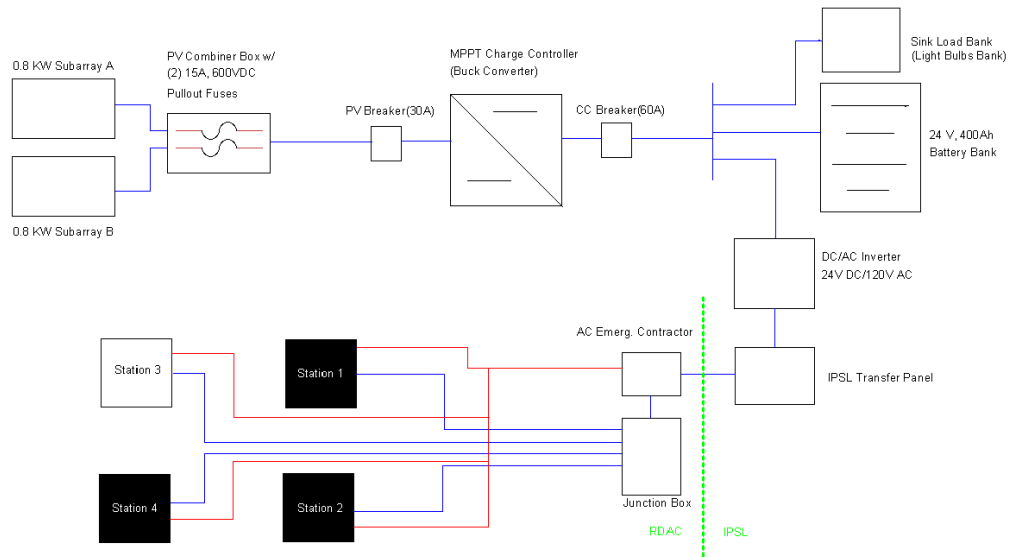 0.8 KW Subarray A
PV Combiner Box w/
(2) 15A, 600VDC
Pullout Fuses
PV Breaker(30A)
MPPT Charge Controller
(Buck Converter)
CC Breaker(60A)
Sink Load Bank
(Light Bulbs Bank)
24 V, 400Ah
Battery Bank
0.8 KW Subarray B
DC/AC Inverter
24V DC/120V AC
AC Emerg. Contractor
IPSL Transfer Panel
Station 3
Station 1
Station 4
Station 2
Junction Box
RDAC
IPSL